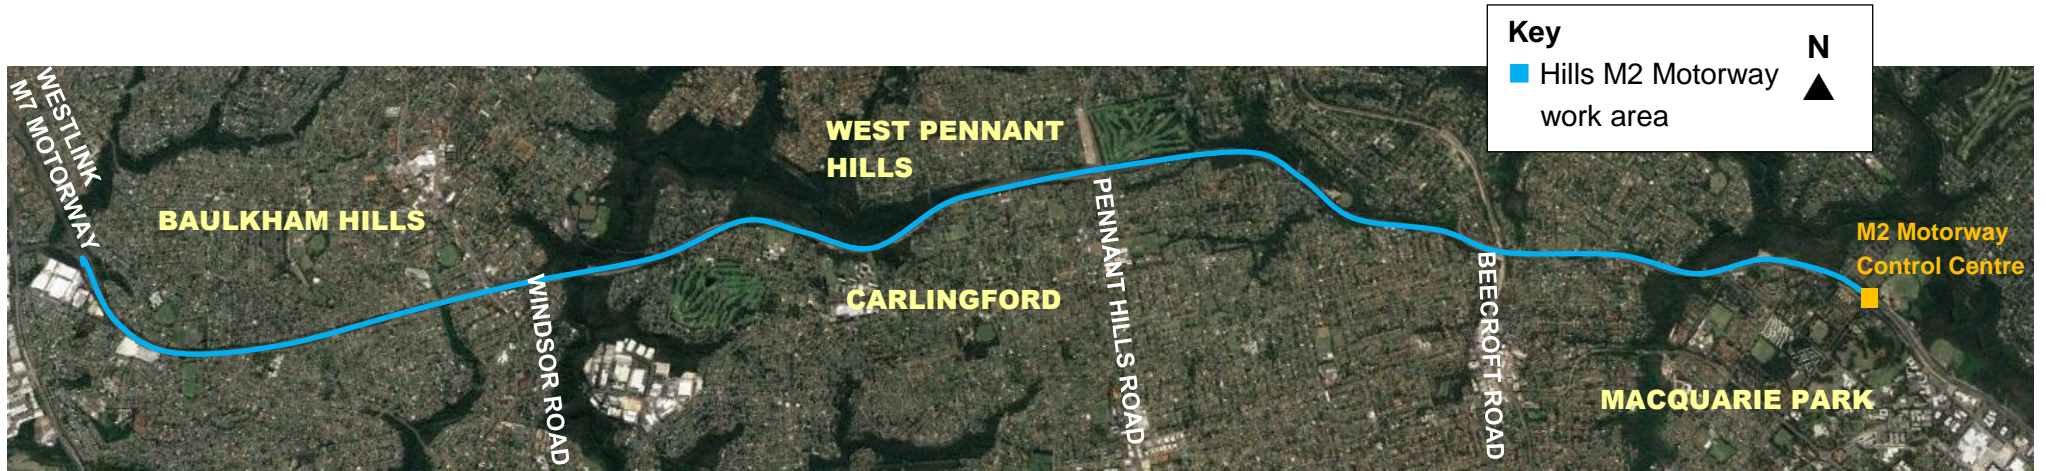 Key
N
Hills M2 Motorway
work area
WESTLINK
M7 MOTORWAY
BAULKHAM HILLS
WEST PENNANT
HILLS
WINDSOR ROAD
CARLINGFORD
PENNANT HILLS ROAD
BEECROFT ROAD
M2 Motorway
Control Centre
MACQUARIE PARK